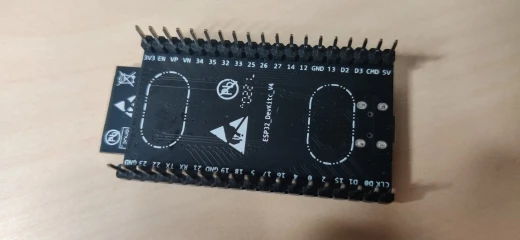 3V3 EN VP VN 34 35 32 33 25 26 27 14 12 GND 13 D2 D3 CMD 5V
Pb
ESP32_DevKitc_V4
GND 23 22 TX RX 21 GND 19 18 5 17 16 4 0 2 15 D1 D0 CLK